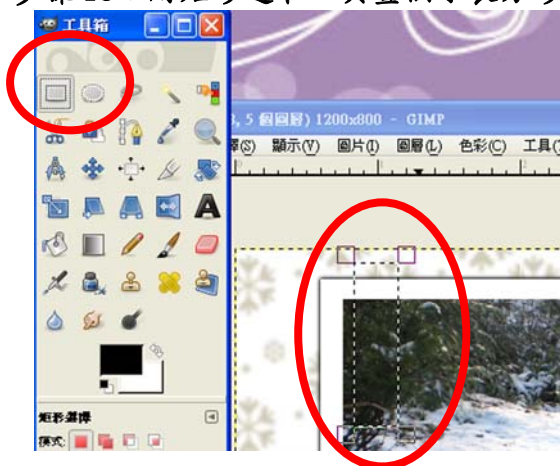 工具箱
, 5 個圖層) 1200x800 - GIMP
(S) 顯示(V) 圖片(I) 圖層(L) 色彩(C) 工具(
矩形選擇
模式: